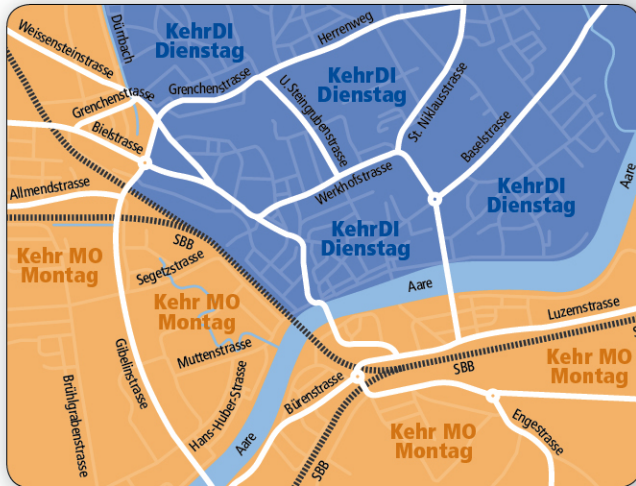 Dürrbach
KehrDI
Dienstag
Herrenweg
Weissensteinstrasse
KehrDI
Dienstag
Grenchenstrasse
Grenchenstrasse
U. Steingrubenstrasse
St. Niklausstrasse
Baselstrasse
Bielstrasse
Werkhofstrasse
Aare
KehrDI
Dienstag
Allmendstrasse
KehrDI
Dienstag
SBB
Kehr MO
Montag
Segetzstrasse
Aare
Kehr MO
Montag
Luzernstrasse
Muttenstrasse
SBB
Kehr MO
Montag
Gibelinstrasse
Brühlgrabenstrasse
Hans-Huber-Strasse
Bürenstrasse
Kehr MO
Montag
Engestrasse
Aare
SBB